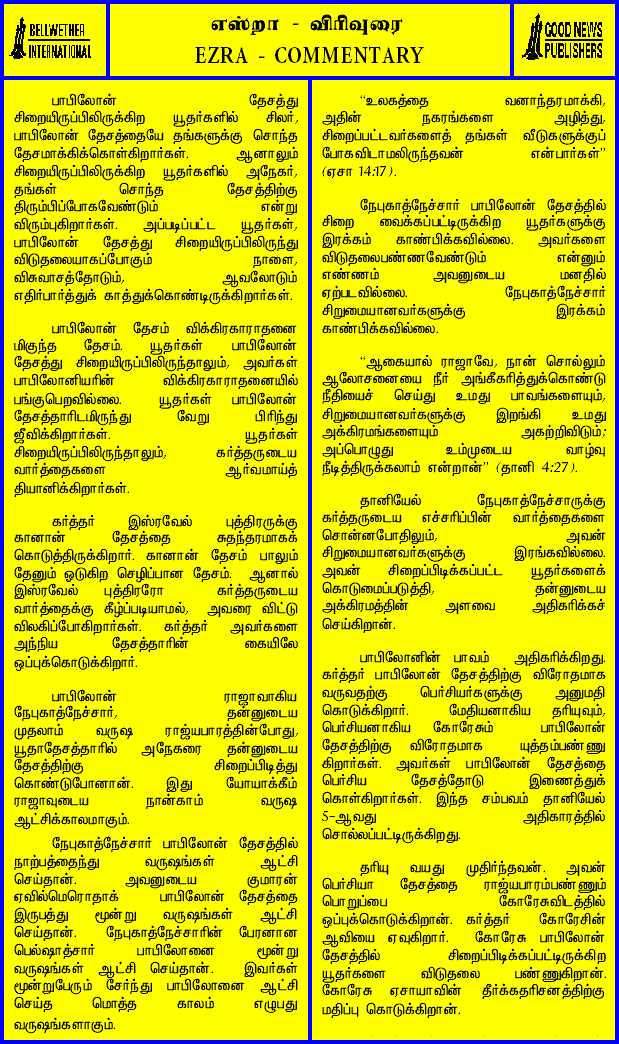 BELLWETHER
INTERNATIONAL
எஸ்றா - விரிவுரை
EZRA - COMMENTARY
GOOD NEWS
PUBLISHERS
பாபிலோன் தேசத்து
சிறையிருப்பிலிருக்கிற யூதர்களில் சிலர்,
பாபிலோன் தேசத்தையே தங்களுக்கு சொந்த
தேசமாக்கிக்கொள்கிறார்கள். ஆனாலும்
சிறையிருப்பிலிருக்கிற யூதர்களில் அநேகர்,
தங்கள் சொந்த தேசத்திற்கு
திரும்பிப்போகவேண்டும் என்று
விரும்புகிறார்கள். அப்படிப்பட்ட யூதர்கள்,
பாபிலோன் தேசத்து சிறையிருப்பிலிருந்து
விடுதலையாகப்போகும் நாளை,
விசுவாசத்தோடும், ஆவலோடும்
எதிர்பார்த்துக் காத்துக்கொண்டிருக்கிறார்கள்.
பாபிலோன் தேசம் விக்கிரகாராதனை
மிகுந்த தேசம். யூதர்கள் பாபிலோன்
தேசத்து சிறையிருப்பிலிருந்தாலும், அவர்கள்
பாபிலோனியரின் விக்கிரகாராதனையில்
பங்குபெறவில்லை. யூதர்கள் பாபிலோன்
தேசத்தாரிடமிருந்து வேறு பிரிந்து
ஜீவிக்கிறார்கள். யூதர்கள்
சிறையிருப்பிலிருந்தாலும், கர்த்தருடைய
வார்த்தைகளை ஆர்வமாய்த்
தியானிக்கிறார்கள்.
கர்த்தர் இஸ்ரவேல் புத்திரருக்கு
கானான் தேசத்தை சுதந்தரமாகக்
கொடுத்திருக்கிறார். கானான் தேசம் பாலும்
தேனும் ஒடுகிற செழிப்பான தேசம். ஆனால்
இஸ்ரவேல் புத்திரரோ கர்த்தருடைய
வார்த்தைக்கு கீழ்ப்படியாமல், அவரை விட்டு
விலகிப்போகிறார்கள். கர்த்தர் அவர்களை
அந்நிய தேசத்தாரின் கையிலே
ஒப்புக்கொடுக்கிறார்.
பாபிலோன் ராஜாவாகிய
நேபுகாத்நேச்சார், தன்னுடைய
முதலாம் வருஷ ராஜ்யபாரத்தின்போது,
யூதாதேசத்தாரில் அநேகரை தன்னுடைய
தேசத்திற்கு சிறைப்பிடித்து
கொண்டுபோனான். இது யோயாக்கீம்
ராஜாவுடைய நான்காம் வருஷ
ஆட்சிக்காலமாகும்.
நேபுகாத்நேச்சார் பாபிலோன் தேசத்தில்
நாற்பத்தைந்து வருஷங்கள் ஆட்சி
செய்தான். அவனுடைய குமாரன்
ஏவில்மெரொதாக் பாபிலோன் தேசத்தை
இருபத்து மூன்று வருஷங்கள் ஆட்சி
செய்தான். நேபுகாத்நேச்சாரின் பேரனான
பெல்ஷாத்சார் பாபிலோனை மூன்று
வருஷங்கள் ஆட்சி செய்தான். இவர்கள்
மூன்றுபேரும் சேர்ந்து பாபிலோனை ஆட்சி
செய்த மொத்த காலம் எழுபது
வருஷங்களாகும்.
“உலகத்தை வனாந்தரமாக்கி,
அதின் நகரங்களை அழித்து,
சிறைப்பட்டவர்களைத் தங்கள் வீடுகளுக்குப்
போகவிடாமலிருந்தவன் என்பார்கள்”
(ஏசா 14:17).
நேபுகாத்நேச்சார் பாபிலோன் தேசத்தில்
சிறை வைக்கப்பட்டிருக்கிற யூதர்களுக்கு
இரக்கம் காண்பிக்கவில்லை. அவர்களை
விடுதலைபண்ணவேண்டும் என்னும்
எண்ணம் அவனுடைய மனதில்
ஏற்படவில்லை. நேபுகாத்நேச்சார்
சிறுமையானவர்களுக்கு இரக்கம்
காண்பிக்கவில்லை.
“ஆகையால் ராஜாவே, நான் சொல்லும்
ஆலோசனையை நீர் அங்கீகரித்துக்கொண்டு
நீதியைச் செய்து உமது பாவங்களையும்,
சிறுமையானவர்களுக்கு இறங்கி உமது
அக்கிரமங்களையும் அகற்றிவிடும்;
அப்பொழுது உம்முடைய வாழ்வு
நீடித்திருக்கலாம் என்றான்” (தானி 4:27).
தானியேல் நேபுகாத்நேச்சாருக்கு
கர்த்தருடைய எச்சரிப்பின் வார்த்தைகளை
சொன்னபோதிலும், அவன்
சிறுமையானவர்களுக்கு இரங்கவில்லை.
அவன் சிறைப்பிடிக்கப்பட்ட யூதர்களைக்
கொடுமைப்படுத்தி, தன்னுடைய
அக்கிரமத்தின் அளவை அதிகரிக்கச்
செய்கிறான்.
பாபிலோனின் பாவம் அதிகரிக்கிறது.
கர்த்தர் பாபிலோன் தேசத்திற்கு விரோதமாக
வருவதற்கு பெர்சியர்களுக்கு அனுமதி
கொடுக்கிறார். மேதியனாகிய தரியுவும்,
பெர்சியனாகிய கோரேசும் பாபிலோன்
தேசத்திற்கு விரோதமாக யுத்தம்பண்ணு
கிறார்கள். அவர்கள் பாபிலோன் தேசத்தை
பெர்சிய தேசத்தோடு இணைத்துக்
கொள்கிறார்கள். இந்த சம்பவம் தானியேல்
5-ஆவது அதிகாரத்தில்
சொல்லப்பட்டிருக்கிறது.
தரியு வயது முதிர்ந்தவன். அவன்
பெர்சியா தேசத்தை ராஜ்யபாரம்பண்ணும்
பொறுப்பை கோரேசுவிடத்தில்
ஒப்புக்கொடுக்கிறான். கர்த்தர் கோரேசின்
ஆவியை ஏவுகிறார். கோரேசு பாபிலோன்
தேசத்தில் சிறைப்பிடிக்கப்பட்டிருக்கிற
யூதர்களை விடுதலை பண்ணுகிறான்.
கோரேசு ஏசாயாவின் தீர்க்கதரிசனத்திற்கு
மதிப்பு கொடுக்கிறான்.